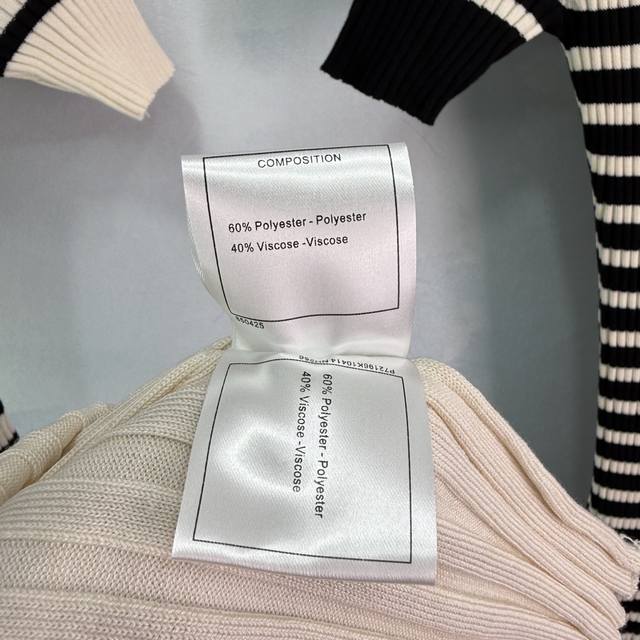 COMPOSITION
60% Polyester - Polyester
40% Viscose -Viscose
60% Polyester - Polyester
40% Viscose -Viscose